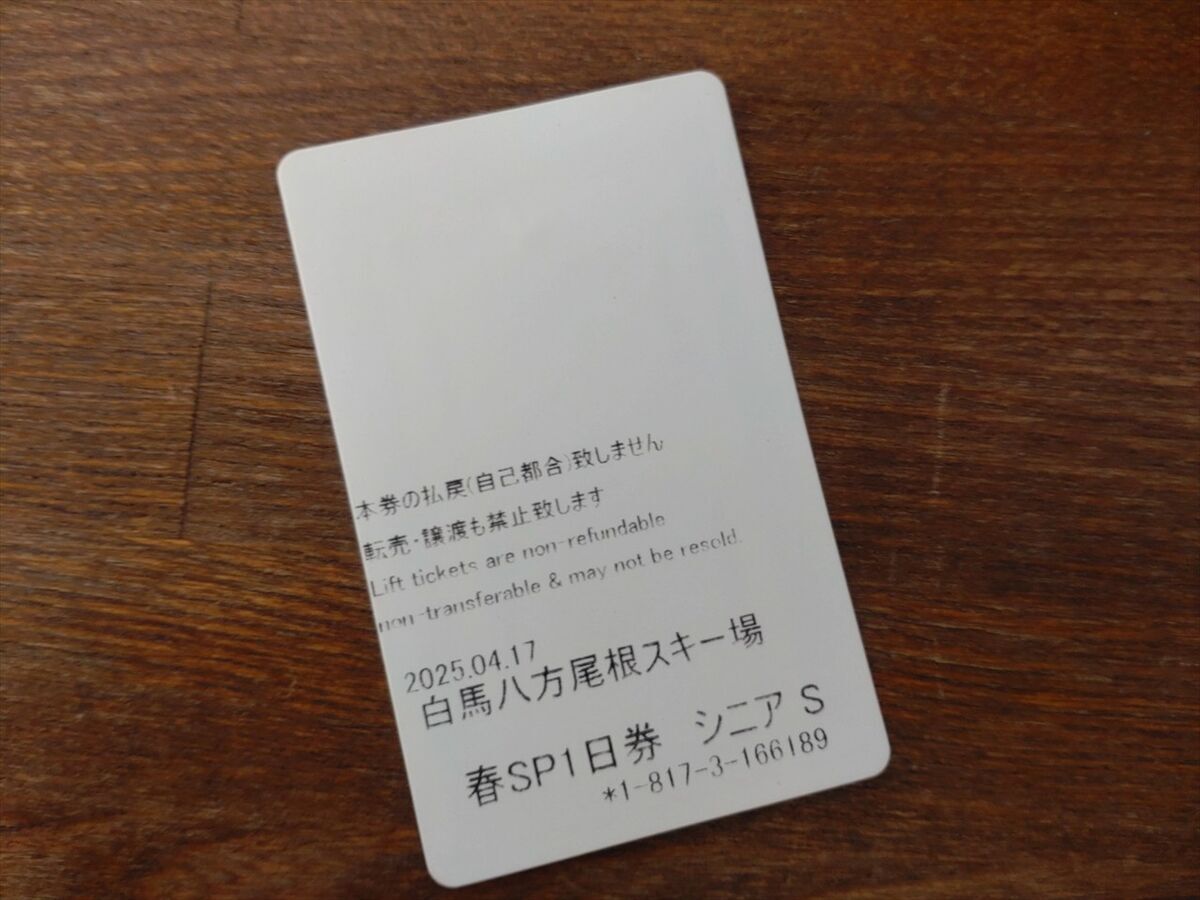 本券の払戻(自己都合)致しません
転売・譲渡も禁止致します
Lift tickets are non-refundable
non-transferable & may not be resold.
2025.04.17
白馬八方尾根スキー場
春SP1日券 シニア S
*1-817-3-166189